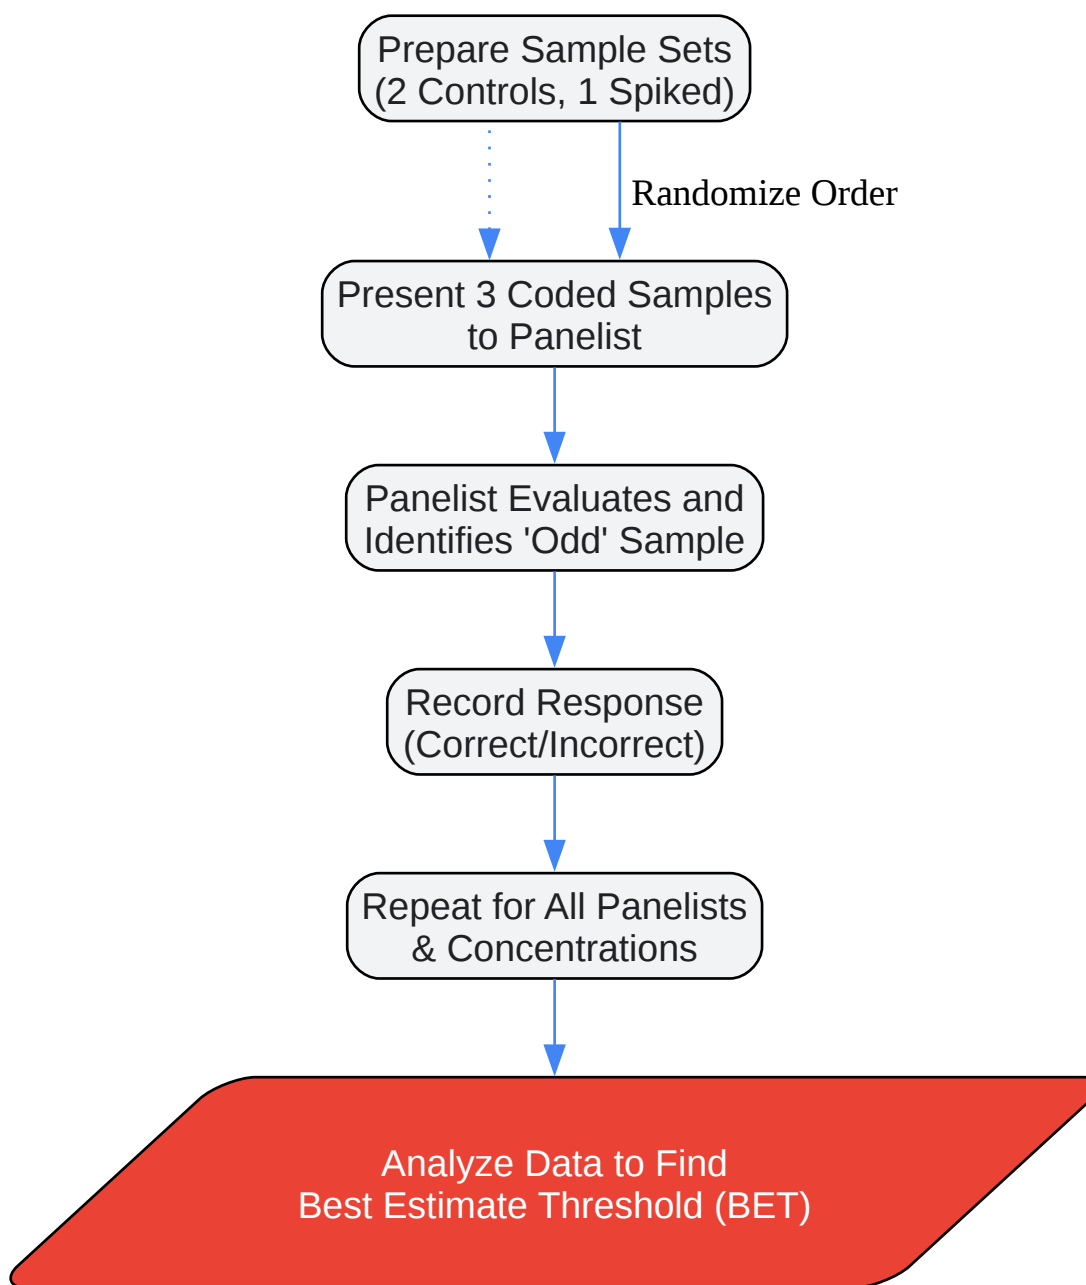 Prepare Sample Sets
(2 Controls, 1 Spiked)
Randomize Order
Present 3 Coded Samples
to Panelist
Panelist Evaluates and
Identifies 'Odd' Sample
Record Response
(Correct/Incorrect)
Repeat for All Panelists
& Concentrations
Analyze Data to Find
Best Estimate Threshold (BET)